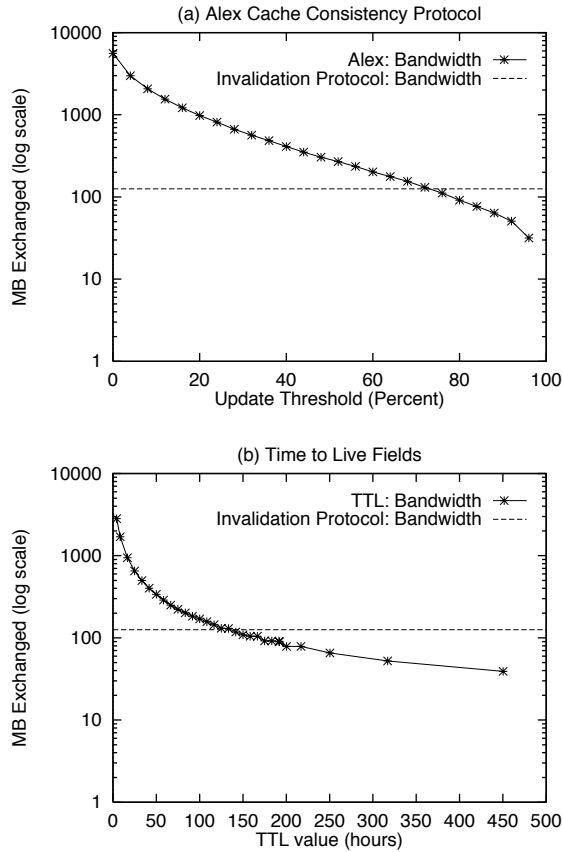 (a) Alex Cache Consistency Protocol
10000
1000
100
10
1
MB Exchanged (log scale)
Alex: Bandwidth
Invalidation Protocol: Bandwidth
0 20 40 60 80 100
Update Threshold (Percent)
(b) Time to Live Fields
10000
1000
100
10
1
MB Exchanged (log scale)
TTL: Bandwidth
Invalidation Protocol: Bandwidth
0 50 100 150 200 250 300 350 400 450 500
TTL value (hours)